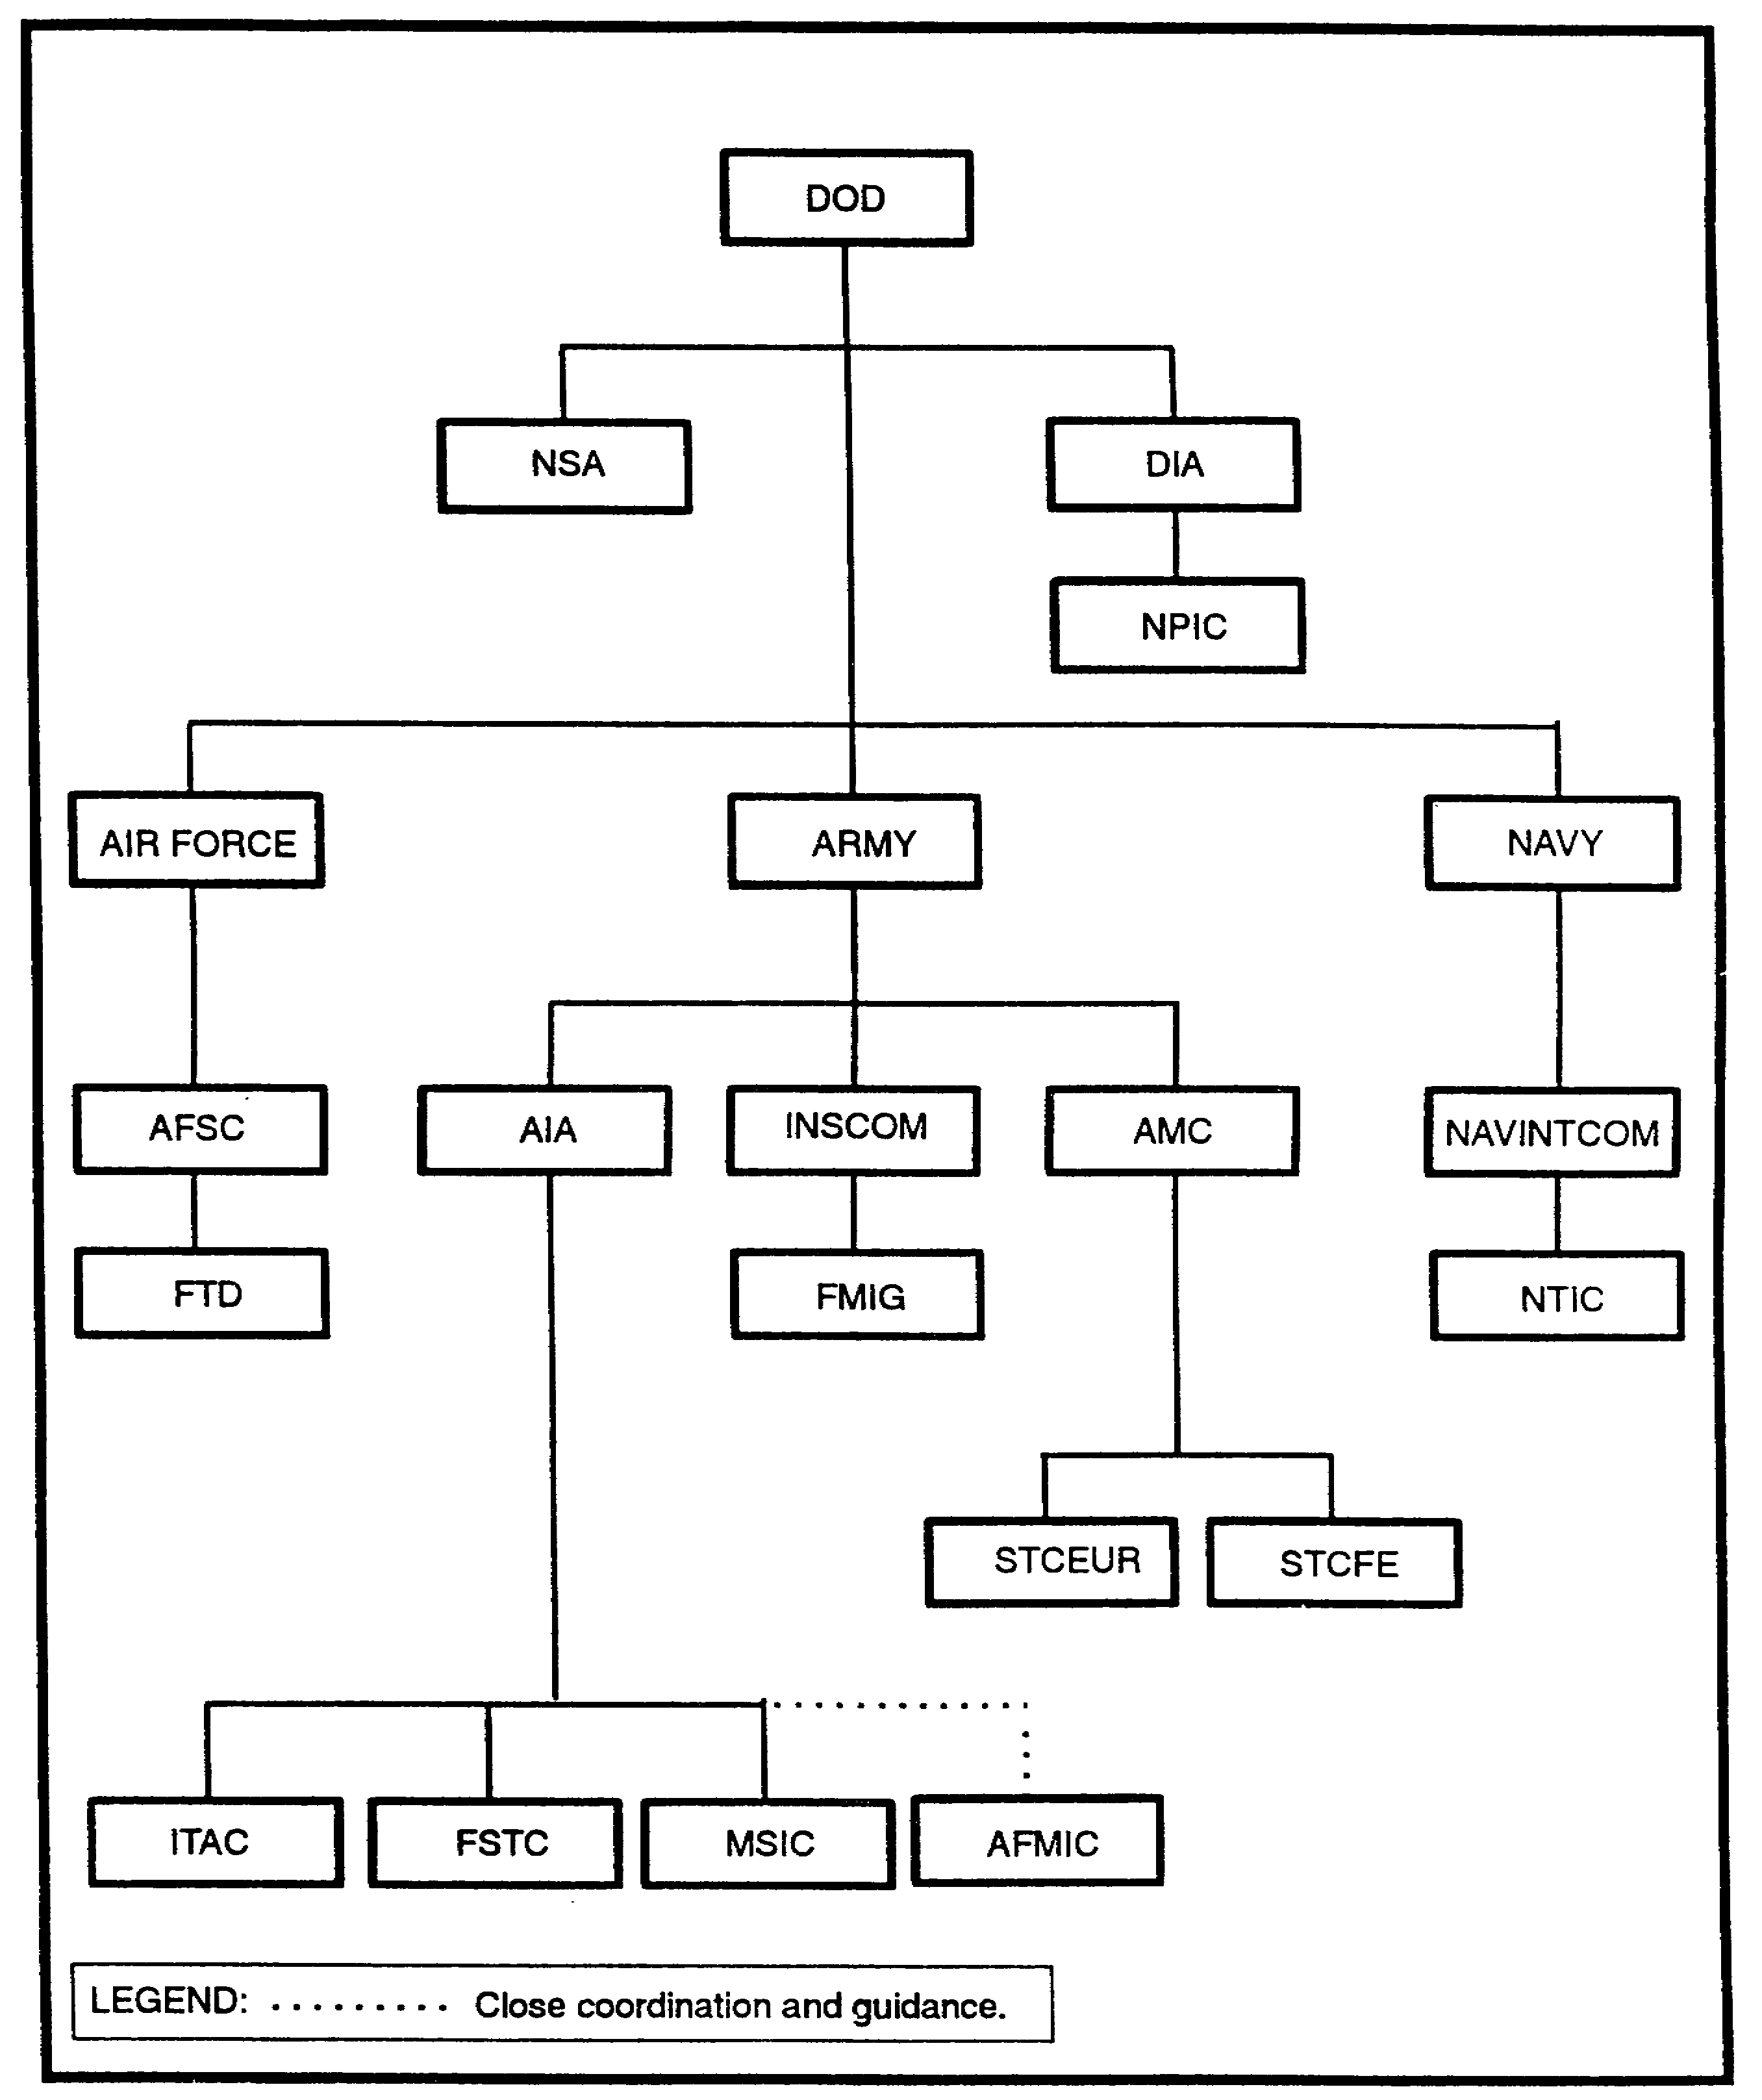 DOD
NSA
DIA
NPIC
AIR FORCE
ARMY
NAVY
AFSC
AIA
INSCOM
AMC
NAVINTCOM
FTD
FMIG
NTIC
STCEUR
STCFE
ITAC
FSTC
MSIC
AFMIC
LEGEND: ......... Close coordination and guidance.